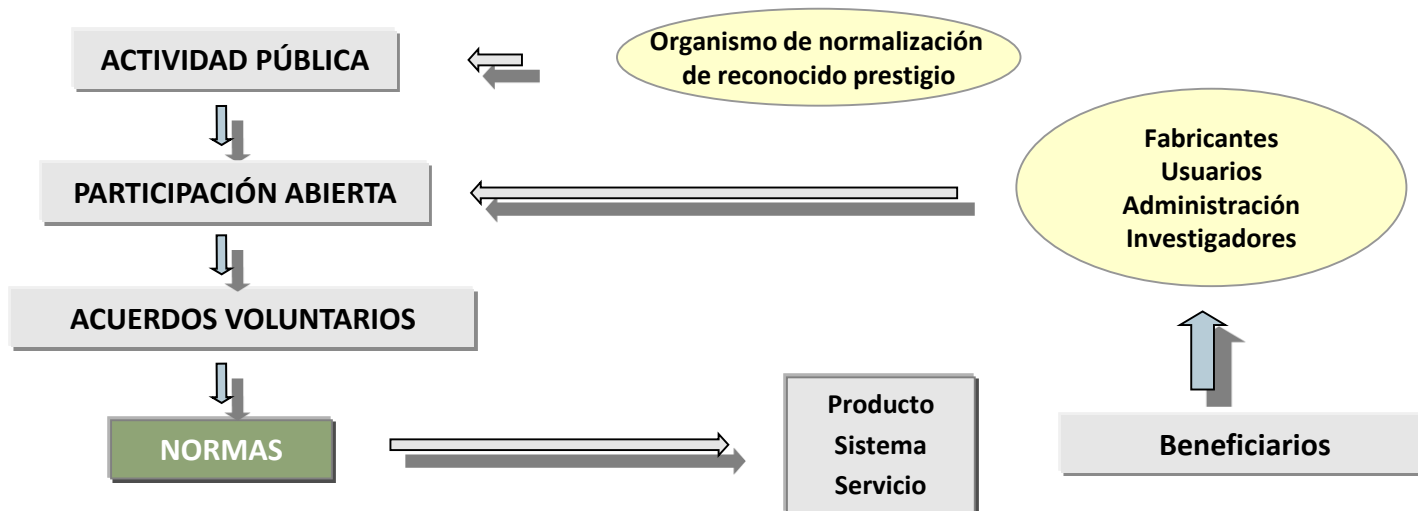 ACTIVIDAD PÚBLICA
Organismo de normalización
de reconocido prestigio
PARTICIPACIÓN ABIERTA
Fabricantes
Usuarios
Administración
Investigadores
ACUERDOS VOLUNTARIOS
NORMAS
Producto
Sistema
Servicio
Beneficiarios